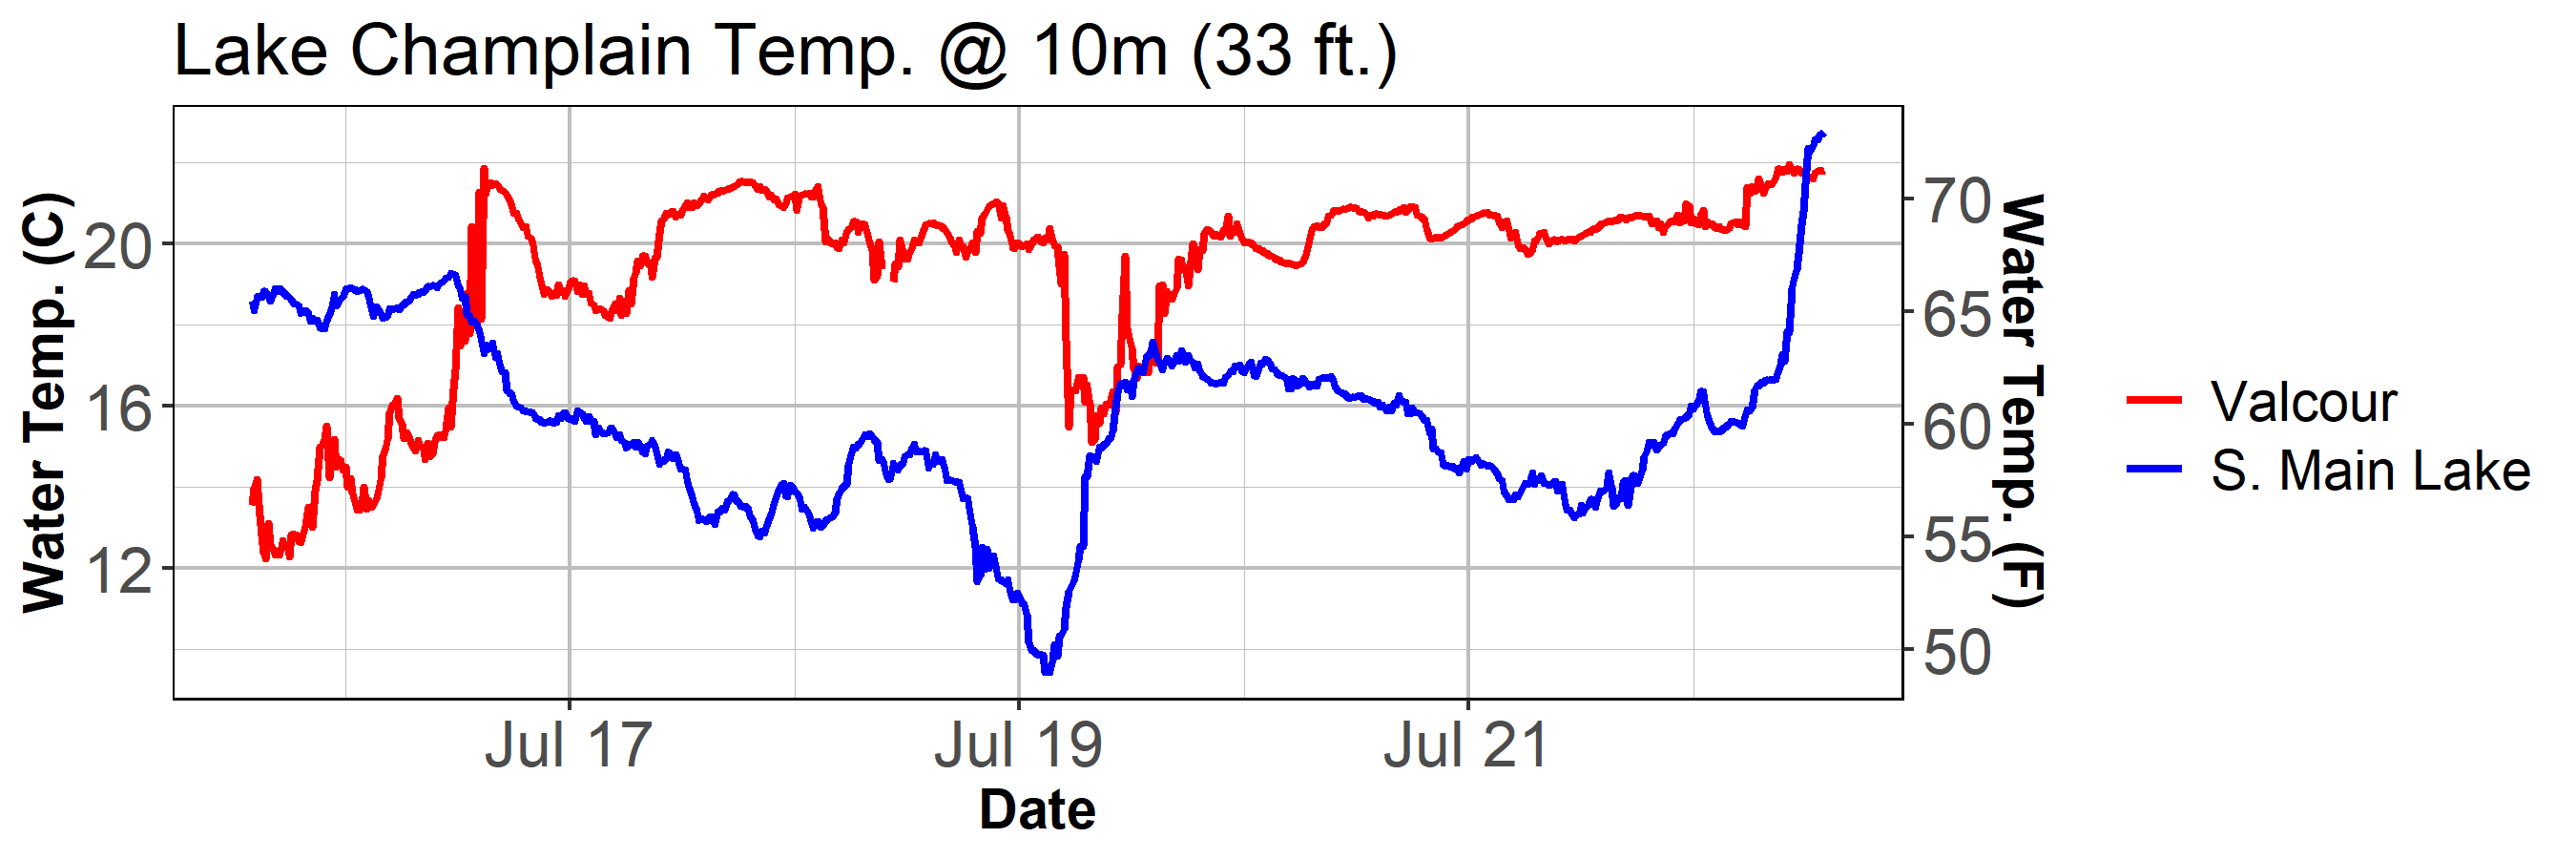 Lake Champlain Temp. @ 10m (33 ft.)
Water Temp. (C)
20
16
12
70
65
60
55
50
Water Temp. (F)
Jul 17
Jul 19
Jul 21
Date
Valcour
S. Main Lake